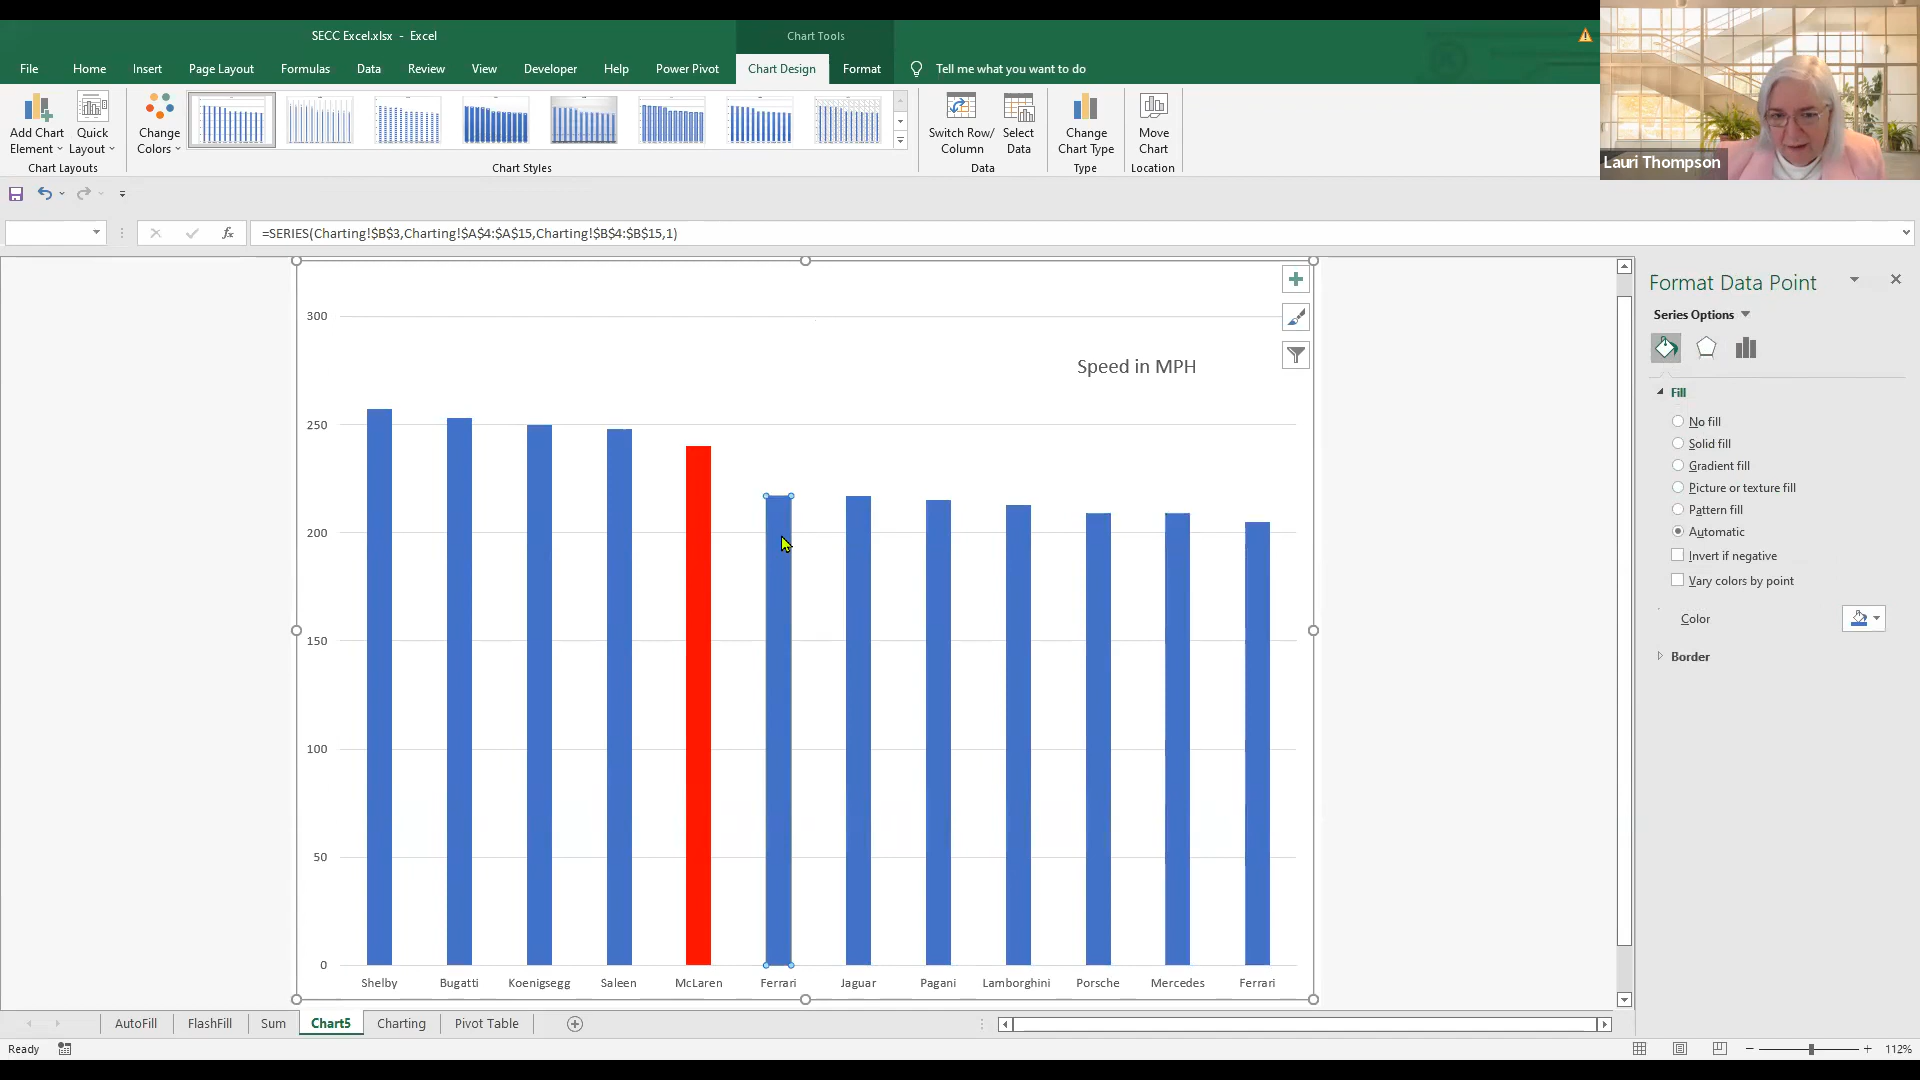 SECC Excel.xlsx - Excel
Chart Tools
File Home Insert Page Layout Formulas Data Review View Developer Help Power Pivot Chart Design Format Tell me what you want to do
Add Chart Element
Quick Layout
Change Colors
Switch Row/ Column
Select Data
Change Chart Type
Move Chart
Chart Layouts
Chart Styles
Data
Type
Location
Lauri Thompson
fx
=SERIES(Charting!$B$3,Charting!$A$4:$A$15,Charting!$B$4:$B$15,1)
Speed in MPH
300
250
200
150
100
50
0
Shelby Bugatti Koenigsegg Saleen McLaren Ferrari Jaguar Pagani Lamborghini Porsche Mercedes Ferrari
Format Data Point
Series Options
Fill
No fill
Solid fill
Gradient fill
Picture or texture fill
Pattern fill
Automatic
Invert if negative
Vary colors by point
Color
Border
AutoFill FlashFill Sum Chart5 Charting Pivot Table
Ready
112%